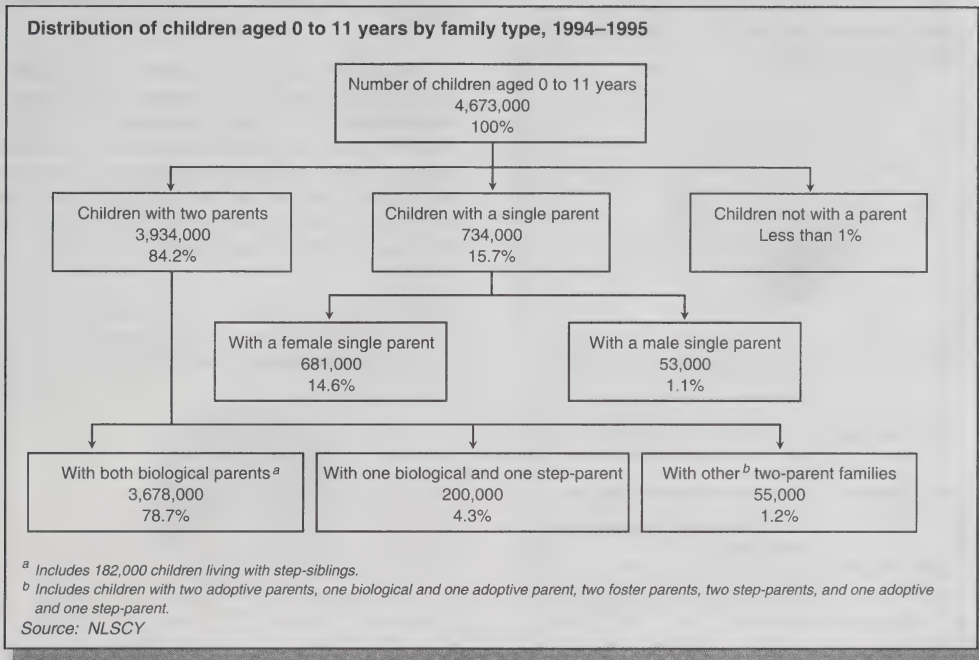 Distribution of children aged 0 to 11 years by family type, 1994–1995
Number of children aged 0 to 11 years
4,673,000
100%
Children with two parents
3,934,000
84.2%
Children with a single parent
734,000
15.7%
Children not with a parent
Less than 1%
With a female single parent
681,000
14.6%
With a male single parent
53,000
1.1%
With both biological parents a
3,678,000
78.7%
With one biological and one step-parent
200,000
4.3%
With other b two-parent families
55,000
1.2%
a Includes 182,000 children living with step-siblings.
b Includes children with two adoptive parents, one biological and one adoptive parent, two foster parents, two step-parents, and one adoptive
and one step-parent.
Source: NLSCY